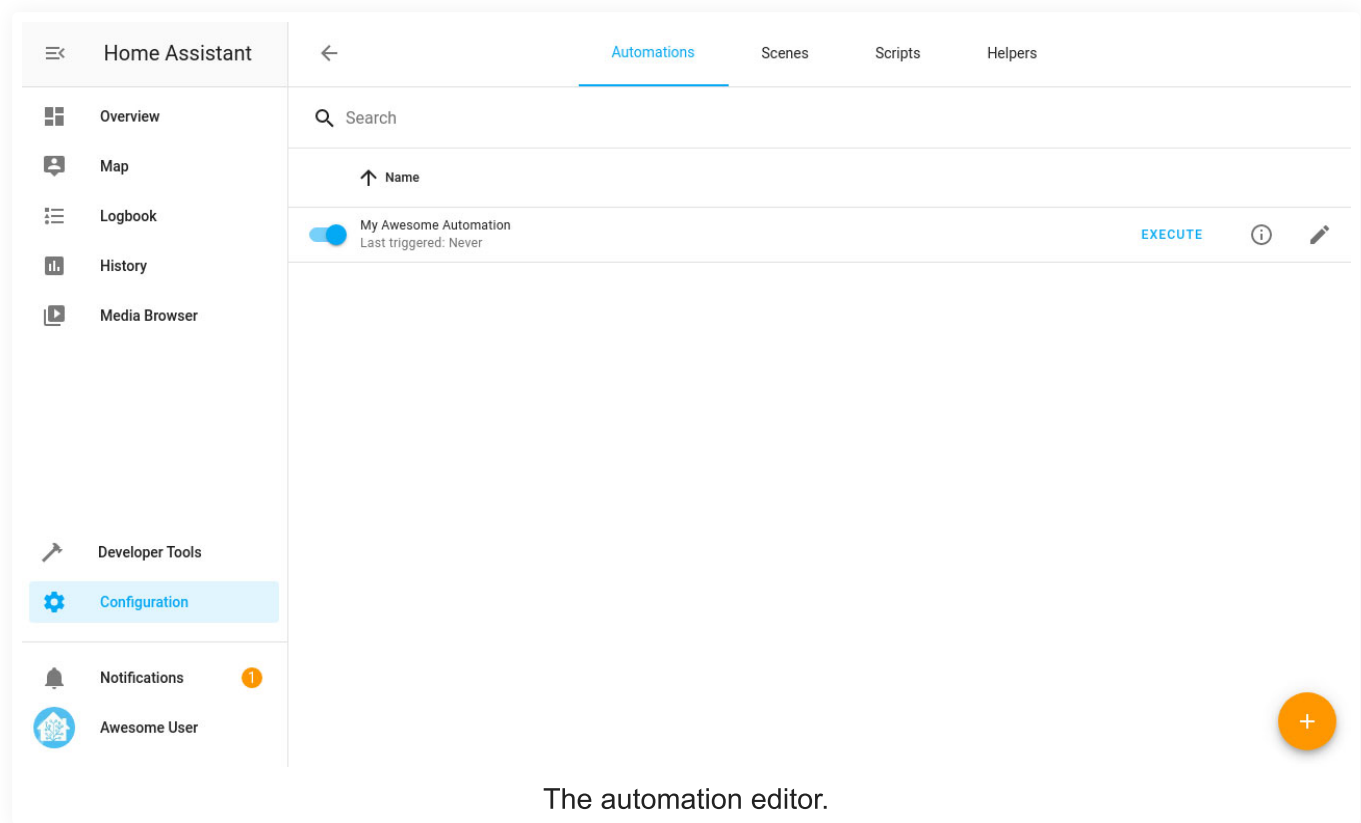 Home Assistant
Overview
Map
Logbook
History
Media Browser
Developer Tools
Configuration
Notifications 1
Awesome User
Automations Scenes Scripts Helpers
Search
Name
My Awesome Automation
Last triggered: Never
EXECUTE
The automation editor.